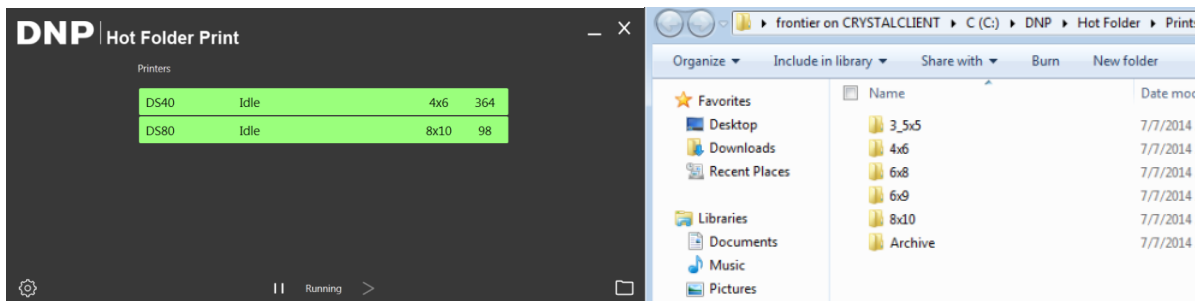 DNP Hot Folder Print
Printers
DS40 Idle 4x6 364
DS80 Idle 8x10 98
Running
frontier on CRYSTALCLIENT C (C:) DNP Hot Folder Prints
Organize Include in library Share with Burn New folder
Favorites
Desktop
Downloads
Recent Places
Libraries
Documents
Music
Pictures
Name Date mod
3_5x5 7/7/2014
4x6 7/7/2014
6x8 7/7/2014
6x9 7/7/2014
8x10 7/7/2014
Archive 7/7/2014